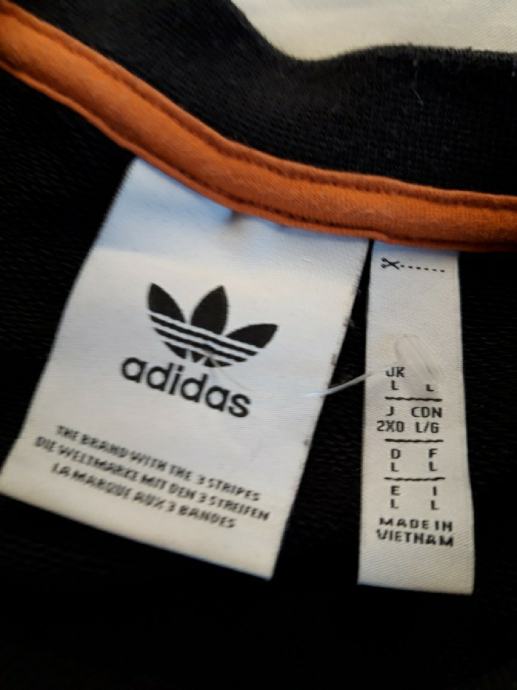 adidas
THE BRAND WITH THE 3 STRIPES
DIE WELTMARKE MIT DEN 3 STREIFEN
LA MARQUE AUX 3 BANDES
UK
L L
J CDN
2XO L/G
D F
L L
E I
L L
MADE IN
VIETNAM